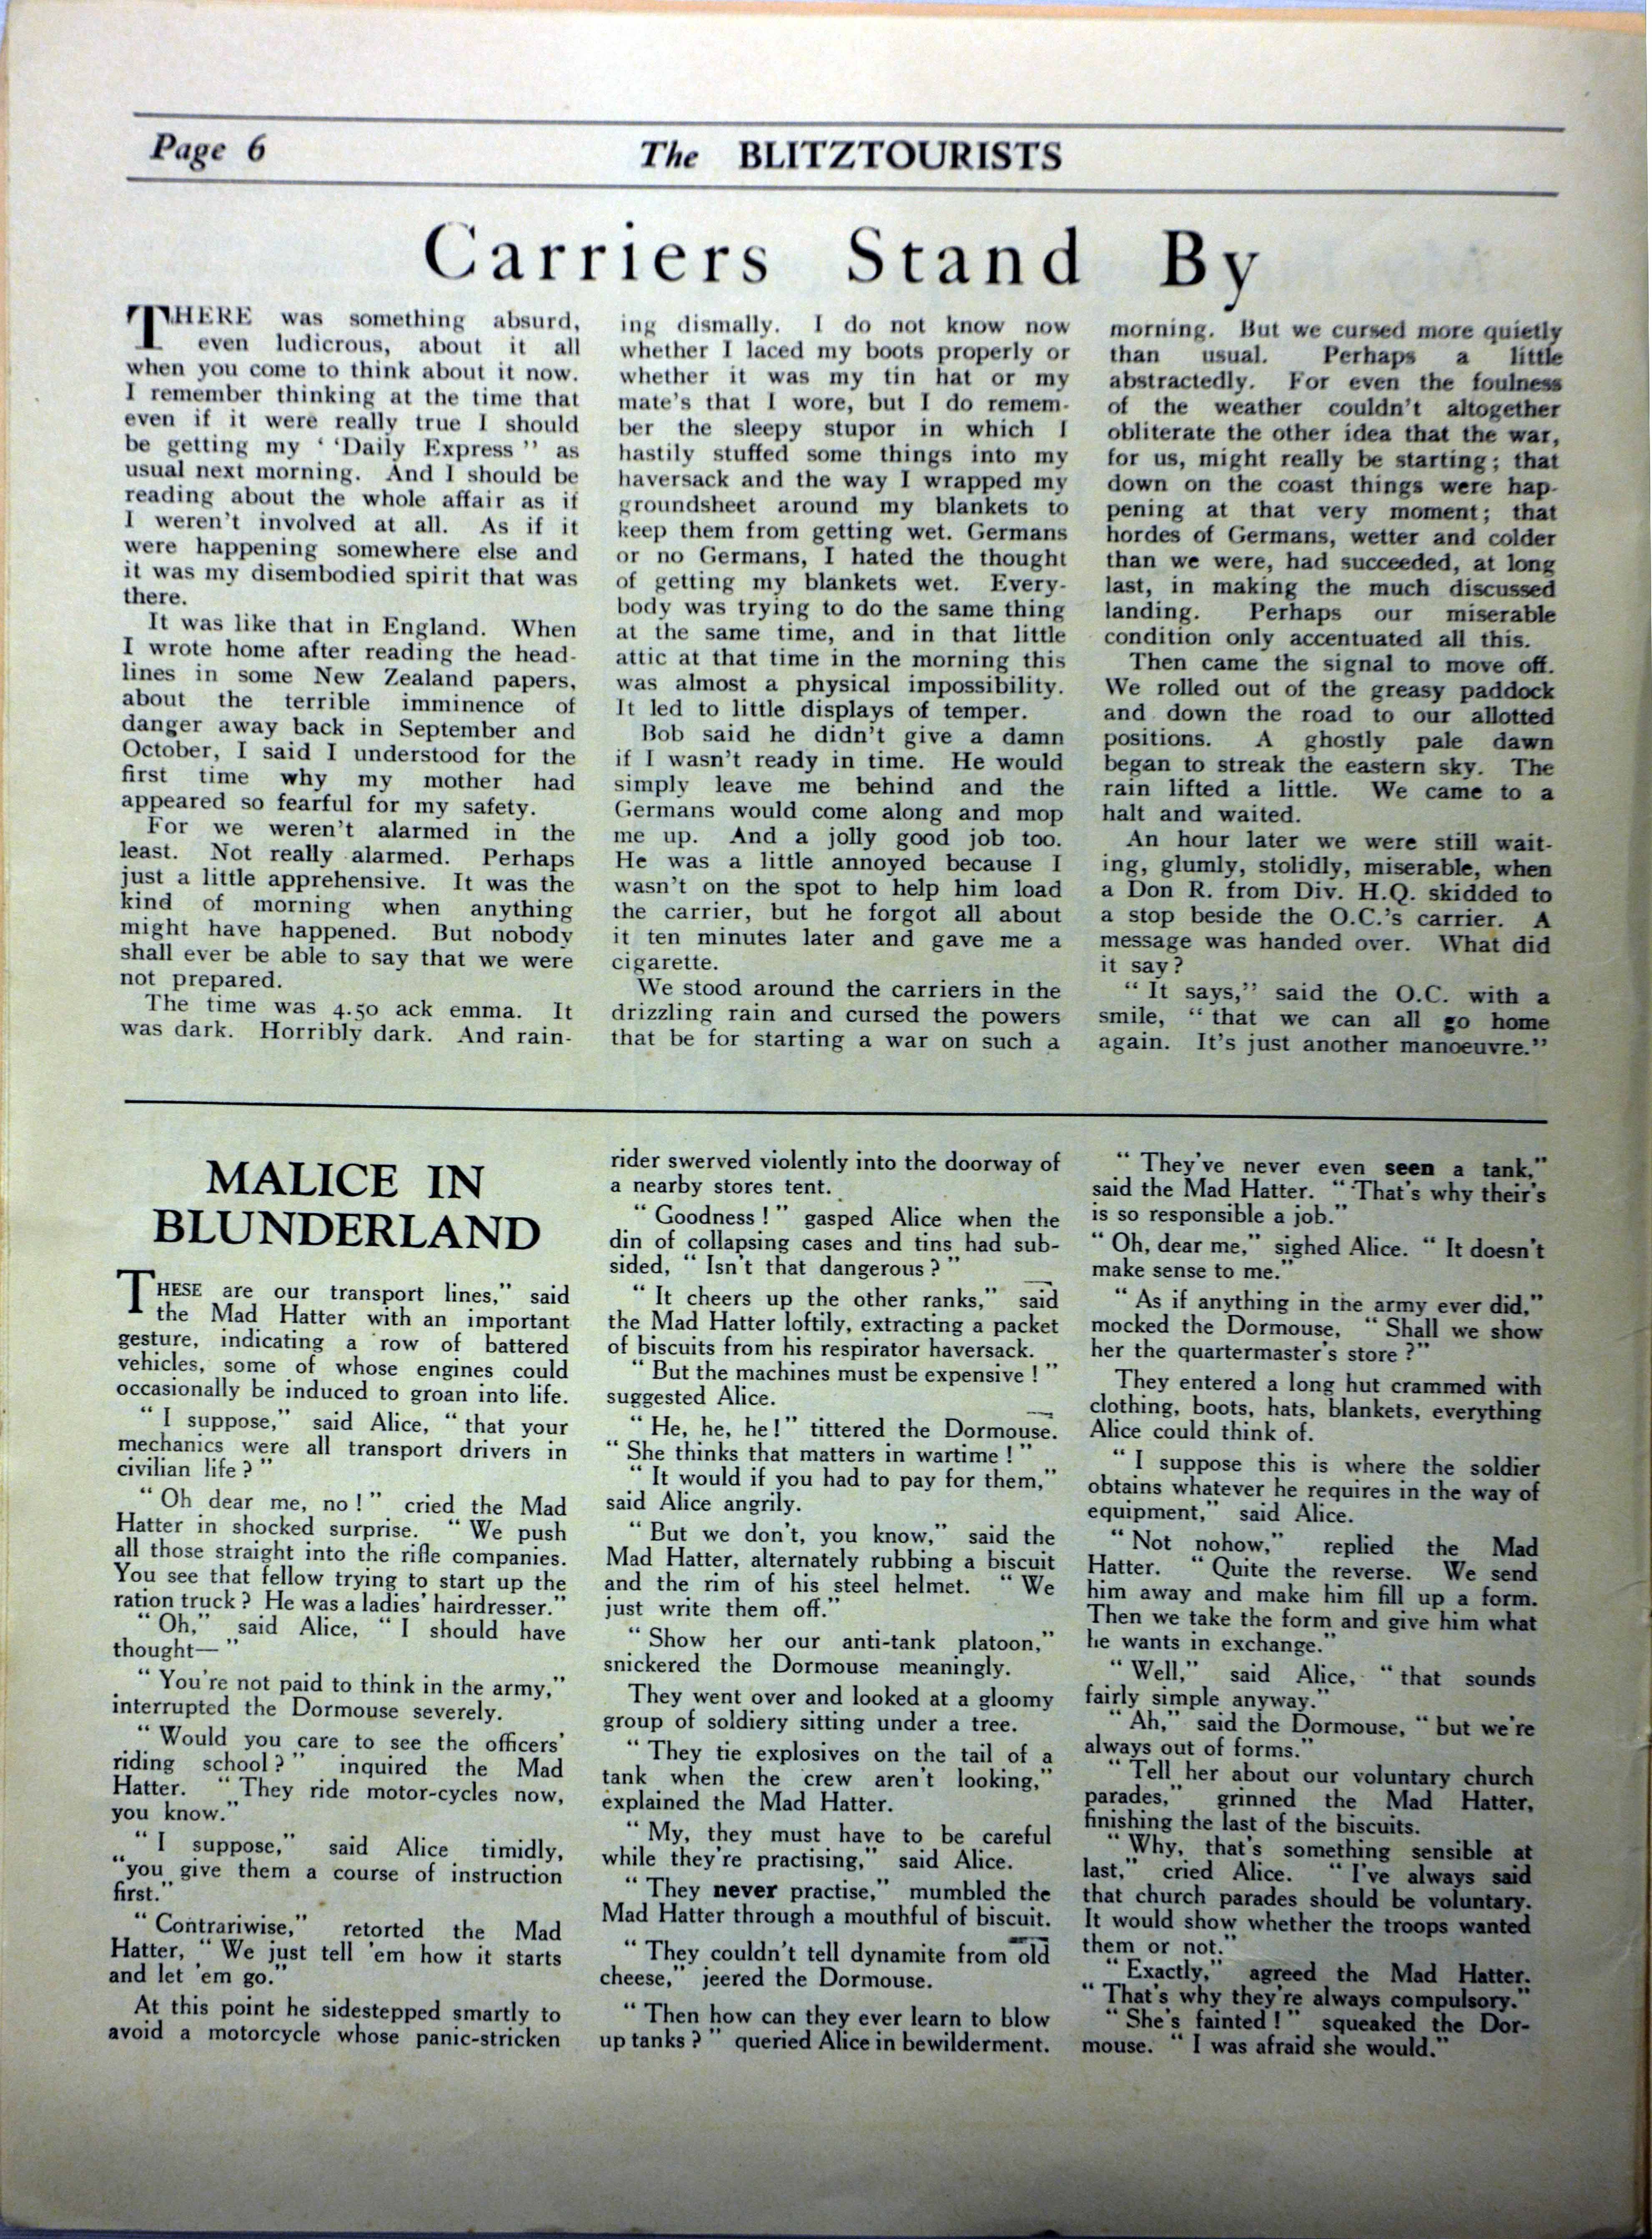 Page 6
The BLITZTOURISTS
Carriers Stand By
THERE was something absurd,
even ludicrous, about it all
when you come to think about it now.
I remember thinking at the time that
even if it were really true I should
be getting my ‘ ‘Daily Express ’’ as
usual next morning. And I should be
reading about the whole affair as if
I weren't involved at all. As if it
were happening somewhere else and
it was my disembodied spirit that was
there.
It was like that in England. When
I wrote home after reading the head-
lines in some New Zealand papers,
about the terrible imminence of
danger away back in September and
October, I said I understood for the
first time why my mother had
appeared so fearful for my safety.
For we weren't alarmed in the
least. Not really alarmed. Perhaps
just a little apprehensive. It was the
kind of morning when anything
might have happened. But nobody
shall ever be able to say that we were
not prepared.
The time was 4.50 ack emma. It
was dark. Horribly dark. And rain-
ing dismally. I do not know now
whether I laced my boots properly or
whether it was my tin hat or my
mate's that I wore, but I do remem-
ber the sleepy stupor in which I
hastily stuffed some things into my
haversack and the way I wrapped my
groundsheet around my blankets to
keep them from getting wet. Germans
or no Germans, I hated the thought
of getting my blankets wet. Every-
body was trying to do the same thing
at the same time, and in that little
attic at that time in the morning this
was almost a physical impossibility.
It led to little displays of temper.
Bob said he didn't give a damn
if I wasn't ready in time. He would
simply leave me behind and the
Germans would come along and mop
me up. And a jolly good job too.
He was a little annoyed because I
wasn't on the spot to help him load
the carrier, but he forgot all about
it ten minutes later and gave me a
cigarette.
We stood around the carriers in the
drizzling rain and cursed the powers
that be for starting a war on such a
morning. But we cursed more quietly
than usual. Perhaps a little
abstractedly. For even the foulness
of the weather couldn't altogether
obliterate the other idea that the war,
for us, might really be starting; that
down on the coast things were hap-
pening at that very moment; that
hordes of Germans, wetter and colder
than we were, had succeeded, at long
last, in making the much discussed
landing. Perhaps our miserable
condition only accentuated all this.
Then came the signal to move off.
We rolled out of the greasy paddock
and down the road to our allotted
positions. A ghostly pale dawn
began to streak the eastern sky. The
rain lifted a little. We came to a
halt and waited.
An hour later we were still wait-
ing, glumly, stolidly, miserable, when
a Don R. from Div. H.Q. skidded to
a stop beside the O.C.'s carrier. A
message was handed over. What did
it say?
“ It says,” said the O.C. with a
smile, “ that we can all go home
again. It's just another manoeuvre.”
MALICE IN
BLUNDERLAND
THESE are our transport lines,” said
the Mad Hatter with an important
gesture, indicating a row of battered
vehicles, some of whose engines could
occasionally be induced to groan into life.
“ I suppose,” said Alice, “ that your
mechanics were all transport drivers in
civilian life ? ”
“ Oh dear me, no ! ” cried the Mad
Hatter in shocked surprise. “ We push
all those straight into the rifle companies.
You see that fellow trying to start up the
ration truck ? He was a ladies' hairdresser.”
“ Oh,” said Alice, “ I should have
thought— ”
“ You're not paid to think in the army,”
interrupted the Dormouse severely.
“ Would you care to see the officers'
riding school ? ” inquired the Mad
Hatter. “ They ride motor-cycles now,
you know.”
“ I suppose,” said Alice timidly,
“you give them a course of instruction
first.”
“ Contrariwise,” retorted the Mad
Hatter, “ We just tell 'em how it starts
and let 'em go.”
At this point he sidestepped smartly to
avoid a motorcycle whose panic-stricken
rider swerved violently into the doorway of
a nearby stores tent.
“ Goodness ! ” gasped Alice when the
din of collapsing cases and tins had sub-
sided, “ Isn't that dangerous ? ”
“ It cheers up the other ranks,” said
the Mad Hatter loftily, extracting a packet
of biscuits from his respirator haversack.
“ But the machines must be expensive ! ”
suggested Alice.
“ He, he, he ! ” tittered the Dormouse.
“ She thinks that matters in wartime ! ”
“ It would if you had to pay for them,”
said Alice angrily.
“ But we don't, you know,” said the
Mad Hatter, alternately rubbing a biscuit
and the rim of his steel helmet. “ We
just write them off.”
“ Show her our anti-tank platoon,”
snickered the Dormouse meaningly.
They went over and looked at a gloomy
group of soldiery sitting under a tree.
“ They tie explosives on the tail of a
tank when the crew aren't looking,”
explained the Mad Hatter.
“ My, they must have to be careful
while they're practising,” said Alice.
“ They never practise,” mumbled the
Mad Hatter through a mouthful of biscuit.
“ They couldn't tell dynamite from old
cheese,” jeered the Dormouse.
“ Then how can they ever learn to blow
up tanks ? ” queried Alice in bewilderment.
“ They've never even seen a tank,”
said the Mad Hatter. “ That's why their's
is so responsible a job.”
“ Oh, dear me,” sighed Alice. “ It doesn't
make sense to me.”
“ As if anything in the army ever did,”
mocked the Dormouse, “ Shall we show
her the quartermaster's store ?”
They entered a long hut crammed with
clothing, boots, hats, blankets, everything
Alice could think of.
“ I suppose this is where the soldier
obtains whatever he requires in the way of
equipment,” said Alice.
“ Not nohow,” replied the Mad
Hatter. “ Quite the reverse. We send
him away and make him fill up a form.
Then we take the form and give him what
he wants in exchange.”
“ Well,” said Alice, “ that sounds
fairly simple anyway.”
“ Ah,” said the Dormouse, “ but we're
always out of forms.”
“ Tell her about our voluntary church
parades,” grinned the Mad Hatter,
finishing the last of the biscuits.
“ Why, that's something sensible at
last,” cried Alice. “ I've always said
that church parades should be voluntary.
It would show whether the troops wanted
them or not.”
“ Exactly,” agreed the Mad Hatter.
“ That's why they're always compulsory.”
“ She's fainted ! ” squeaked the Dor-
mouse. “ I was afraid she would.”